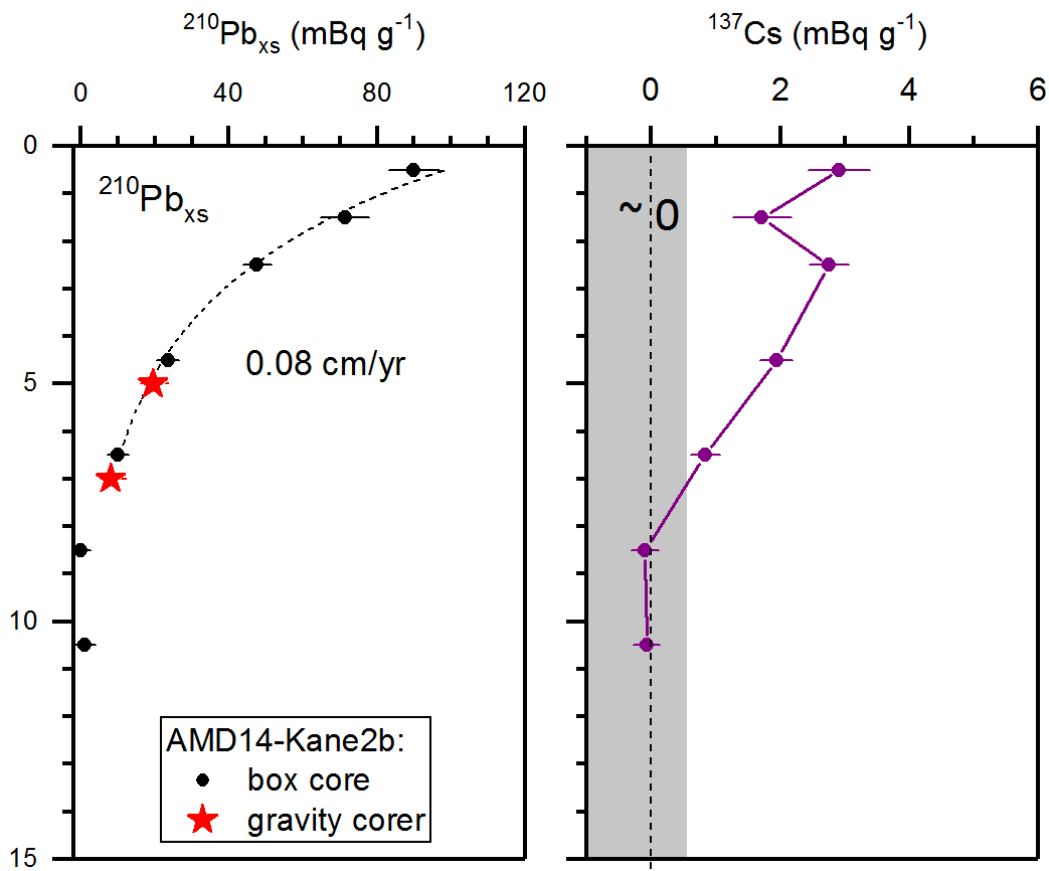 ²¹⁰Pbₓₛ (mBq g⁻¹)
¹³⁷Cs (mBq g⁻¹)
0 40 80 120
0 2 4 6
0
²¹⁰Pbₓₛ
~ 0
0.08 cm/yr
5
10
AMD14-Kane2b:
box core
gravity corer
15